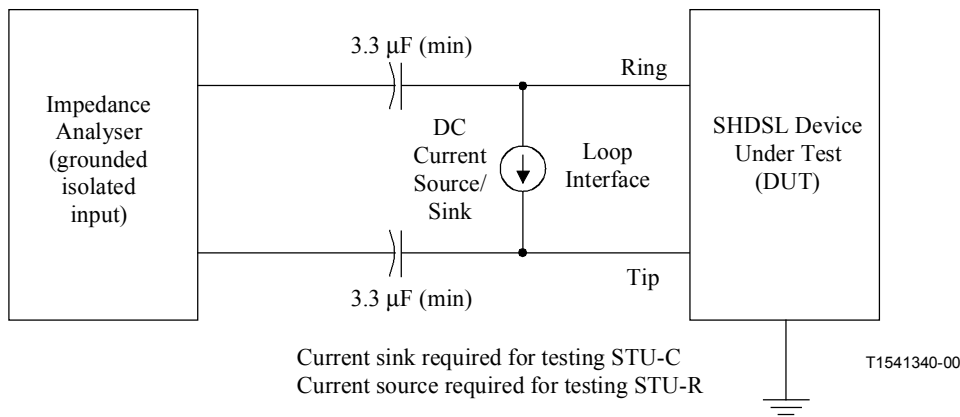 3.3 μF (min)
Ring
Impedance
Analyser
(grounded
isolated
input)
DC
Current
Source/
Sink
Loop
Interface
SHDSL Device
Under Test
(DUT)
Tip
3.3 μF (min)
Current sink required for testing STU-C
Current source required for testing STU-R
T1541340-00